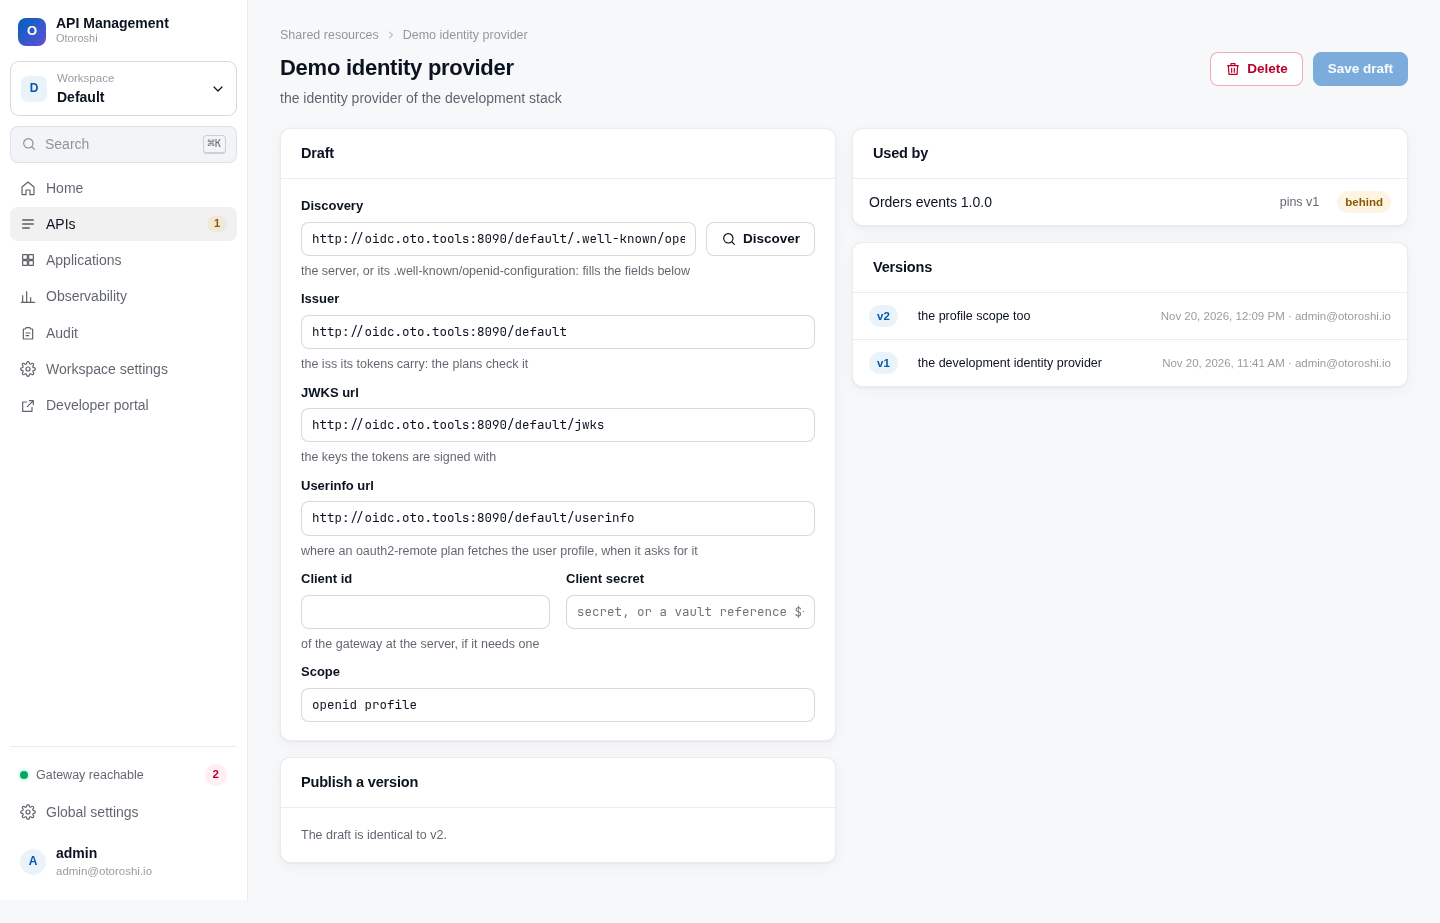 O
API Management
Otoroshi
D
Workspace
Default
Search
⌘K
Home
APIs
1
Applications
Observability
Audit
Workspace settings
Developer portal
Gateway reachable
2
Global settings
A
admin
admin@otoroshi.io
Shared resources
Demo identity provider
Demo identity provider
the identity provider of the development stack
Delete
Save draft
Draft
Discovery
http://oidc.oto.tools:8090/default/.well-known/ope
Discover
the server, or its .well-known/openid-configuration: fills the fields below
Issuer
http://oidc.oto.tools:8090/default
the iss its tokens carry: the plans check it
JWKS url
http://oidc.oto.tools:8090/default/jwks
the keys the tokens are signed with
Userinfo url
http://oidc.oto.tools:8090/default/userinfo
where an oauth2-remote plan fetches the user profile, when it asks for it
Client id
Client secret
secret, or a vault reference $
of the gateway at the server, if it needs one
Scope
openid profile
Publish a version
The draft is identical to v2.
Used by
Orders events 1.0.0
pins v1
behind
Versions
v2
the profile scope too
Nov 20, 2026, 12:09 PM · admin@otoroshi.io
v1
the development identity provider
Nov 20, 2026, 11:41 AM · admin@otoroshi.io